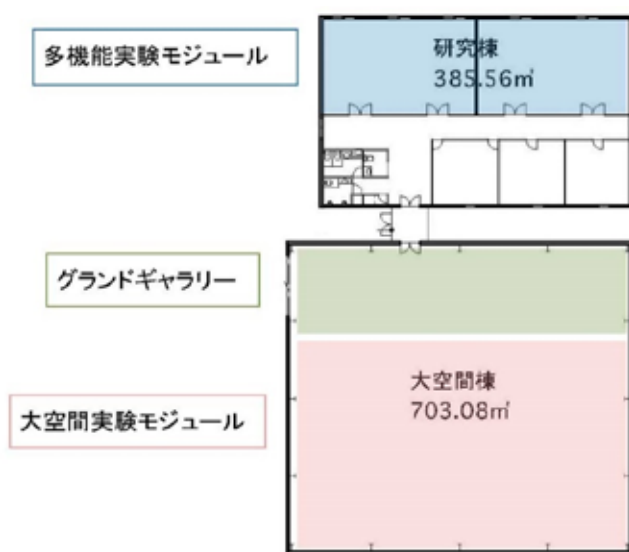 多機能実験モジュール
研究棟
385.56㎡
グランドギャラリー
大空間棟
703.08㎡
大空間実験モジュール